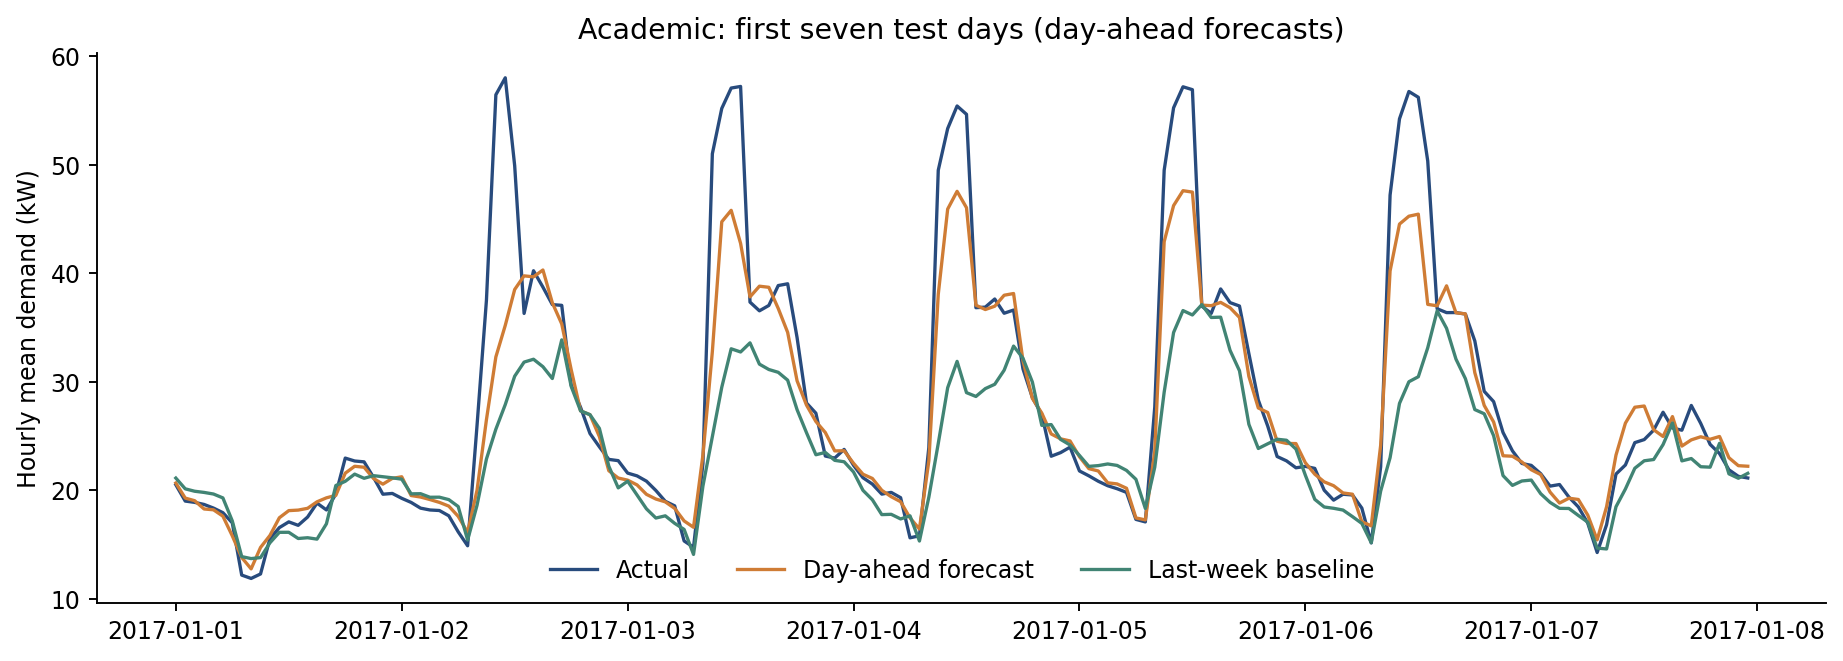 Academic: first seven test days (day-ahead forecasts)
Hourly mean demand (kW)
60
50
40
30
20
10
Actual
Day-ahead forecast
Last-week baseline
2017-01-01
2017-01-02
2017-01-03
2017-01-04
2017-01-05
2017-01-06
2017-01-07
2017-01-08